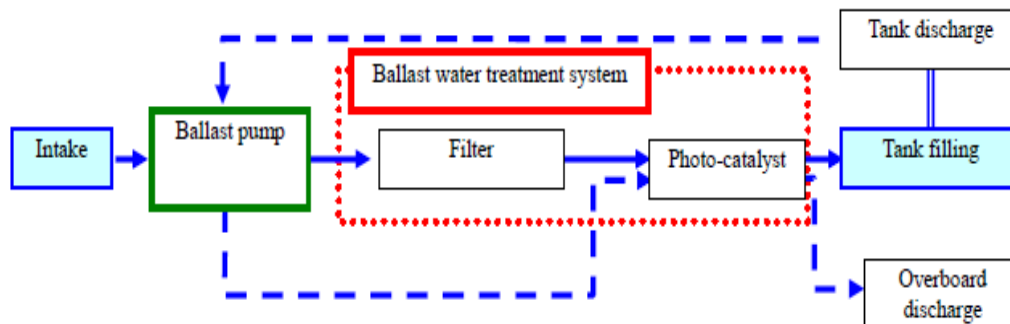 Tank discharge
Ballast water treatment system
Intake
Ballast pump
Filter
Photo-catalyst
Tank filling
Overboard
discharge